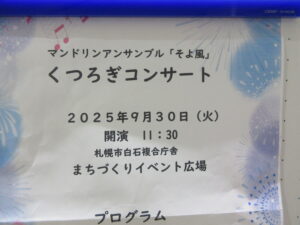 マンドリンアンサンブル「そよ風」
くつろぎコンサート
2025年9月30日（火）
開演 11:30
札幌市白石複合庁舎
まちづくりイベント広場
プログラム